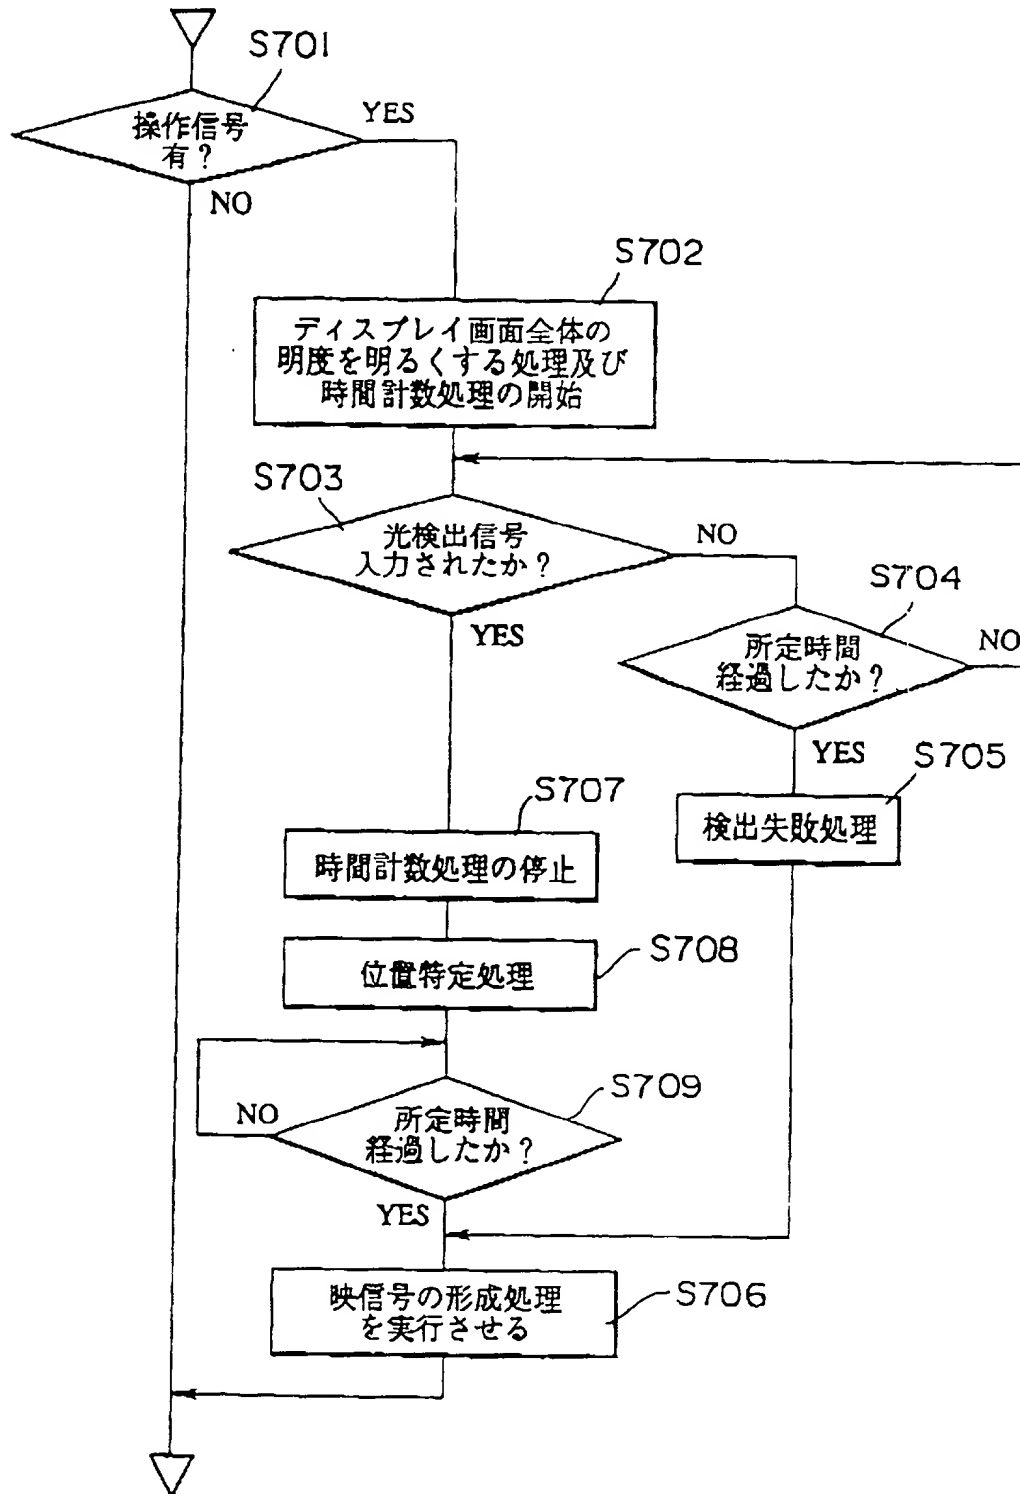 S701
操作信号
有？
YES
NO
S702
ディスプレイ画面全体の
明度を明るくする処理及び
時間計数処理の開始
S703
光検出信号
入力されたか？
NO
YES
S704
所定時間
経過したか？
NO
YES
S705
検出失敗処理
S707
時間計数処理の停止
S708
位置特定処理
S709
所定時間
経過したか？
NO
YES
S706
映信号の形成処理
を実行させる